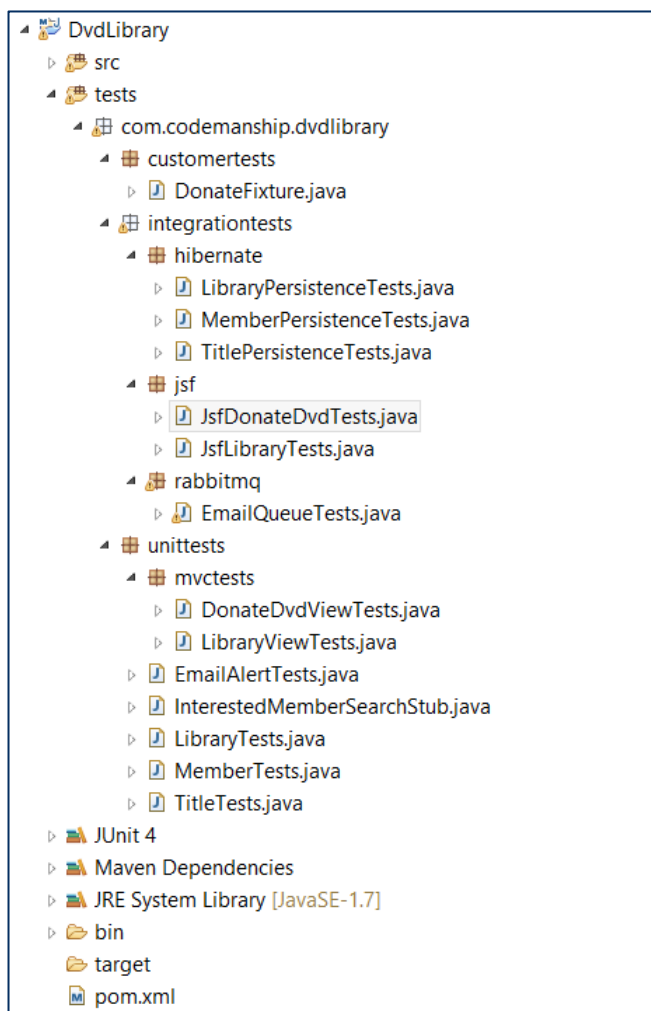 DvdLibrary
src
tests
com.codemanship.dvdlibrary
customertests
DonateFixture.java
integrationtests
hibernate
LibraryPersistenceTests.java
MemberPersistenceTests.java
TitlePersistenceTests.java
jsf
JsfDonateDvdTests.java
JsfLibraryTests.java
rabbitmq
EmailQueueTests.java
unittests
mvctests
DonateDvdViewTests.java
LibraryViewTests.java
EmailAlertTests.java
InterestedMemberSearchStub.java
LibraryTests.java
MemberTests.java
TitleTests.java
JUnit 4
Maven Dependencies
JRE System Library [JavaSE-1.7]
bin
target
pom.xml